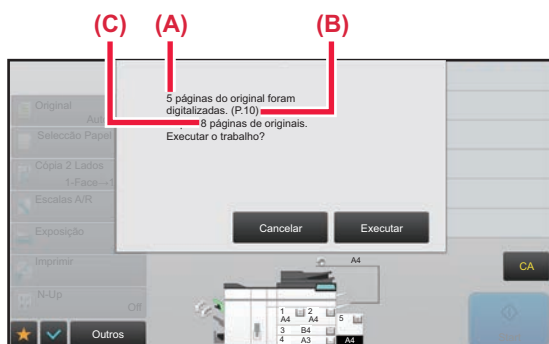 (C) (A) (B)
5 páginas do original foram
digitalizadas. (P.10)
8 páginas de originais.
Executar o trabalho?
Original
Selecção Papel
Cópia 2 Lados
1-Face→1
Escalas A/R
Exposição
Imprimir
N-Up
Off
Outros
Cancelar Executar
CA
A4
1 2
A4 A4 5
3 B4
4 A3 A4